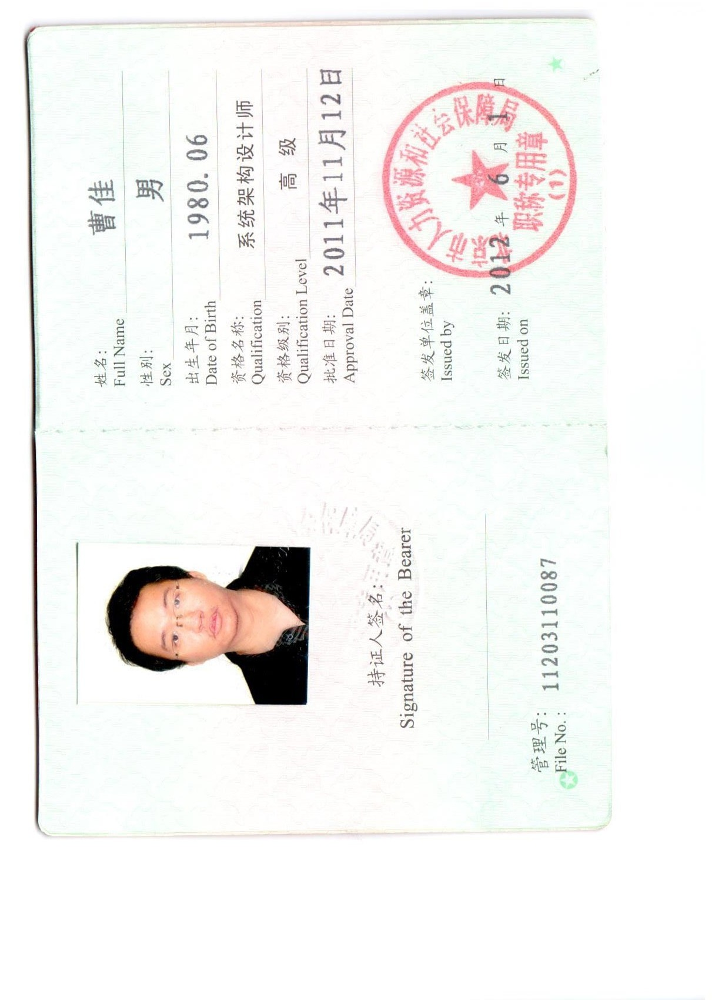 持证人签名：
Signature of the Bearer
管理号： 11203110087
File No. :
姓名： 曹佳
Full Name
性别： 男
Sex
出生年月： 1980. 06
Date of Birth
资格名称： 系统架构设计师
Qualification
资格级别： 高 级
Qualification Level
批准日期： 2011年11月12日
Approval Date
签发单位盖章：
Issued by
市人力资源和社会保障局
职称专用章
(1)
签发日期： 2012 年 6 月 1 日
Issued on